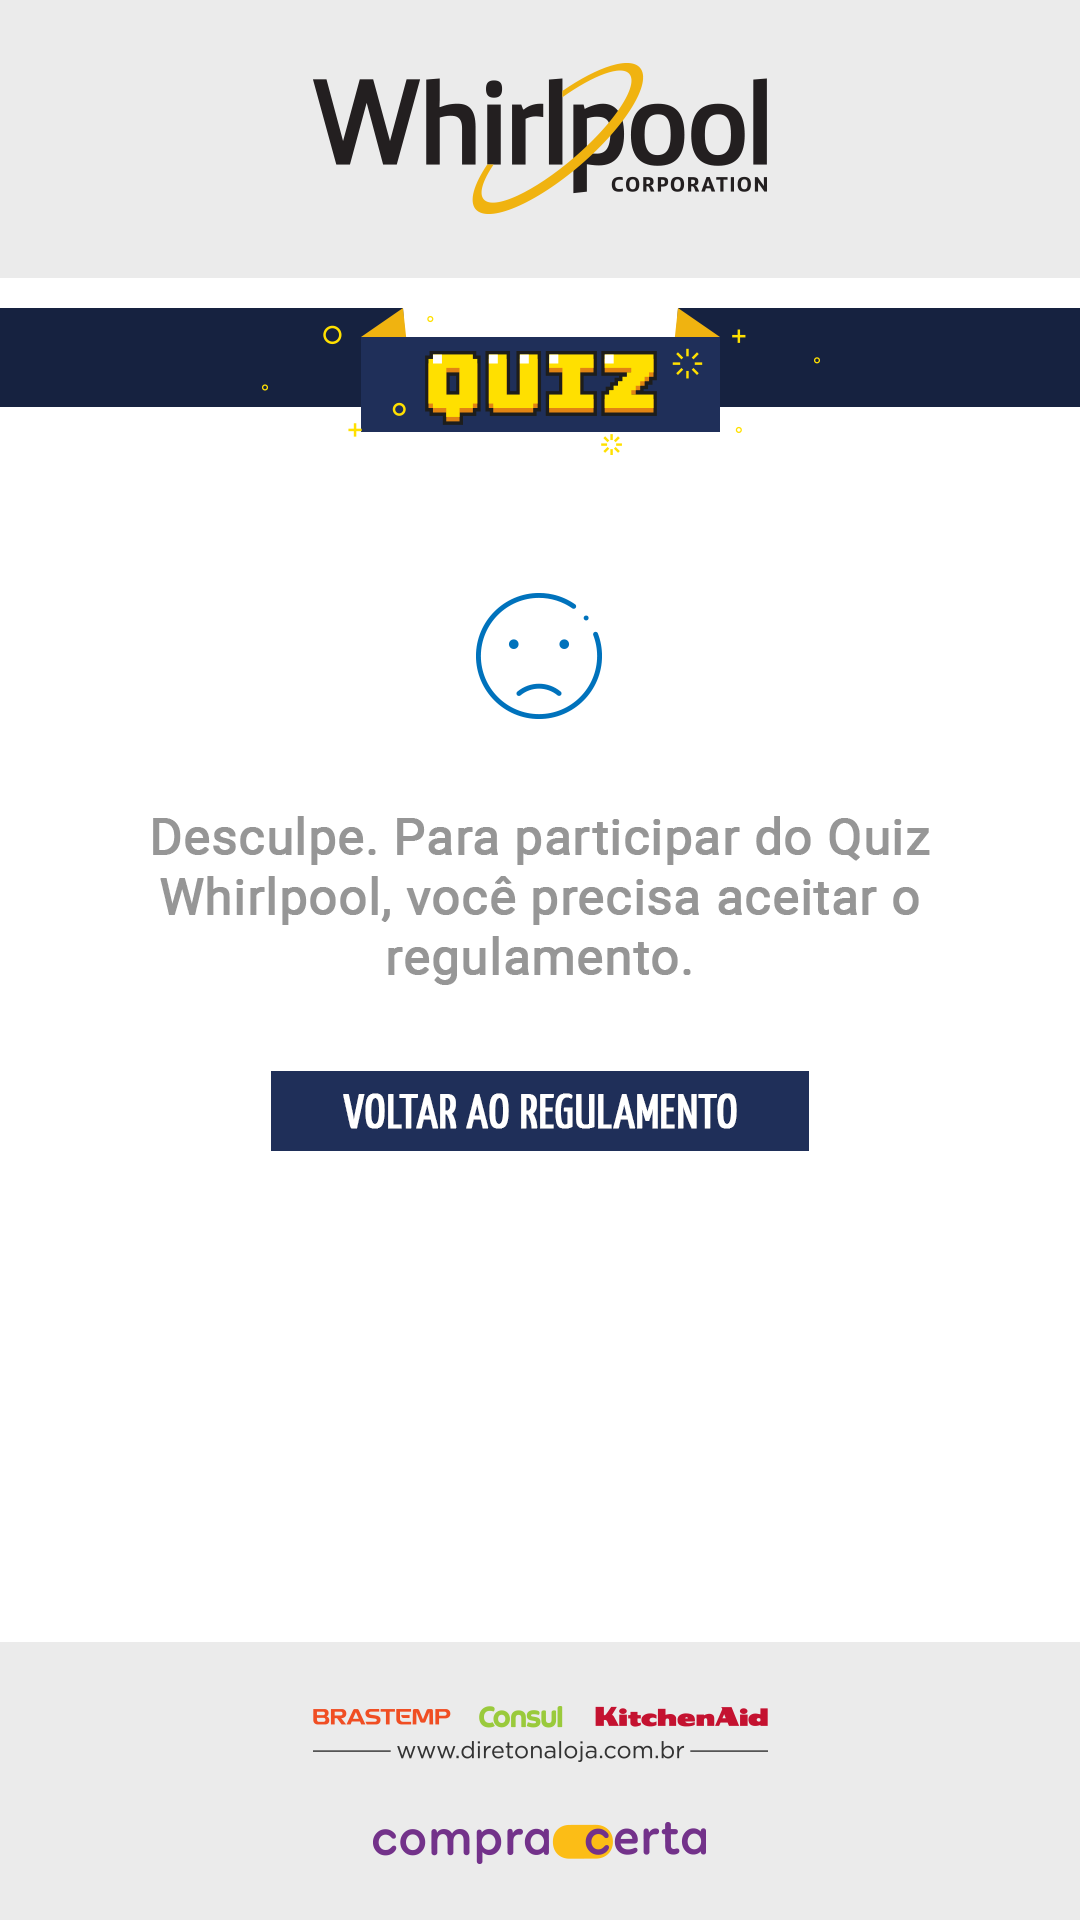 Whirlpool
CORPORATION
QUIZ
Desculpe. Para participar do Quiz
Whirlpool, você precisa aceitar o
regulamento.
VOLTAR AO REGULAMENTO
BRASTEMP Consul KitchenAid
www.diretonaloja.com.br
compra certa